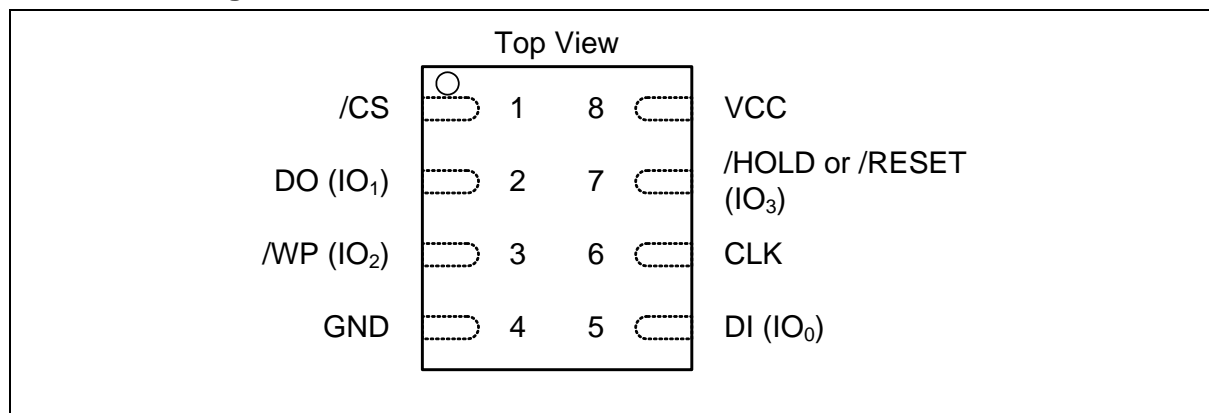 Top View
/CS 1 8 VCC
DO (IO₁) 2 7 /HOLD or /RESET
(IO₃)
/WP (IO₂) 3 6 CLK
GND 4 5 DI (IO₀)